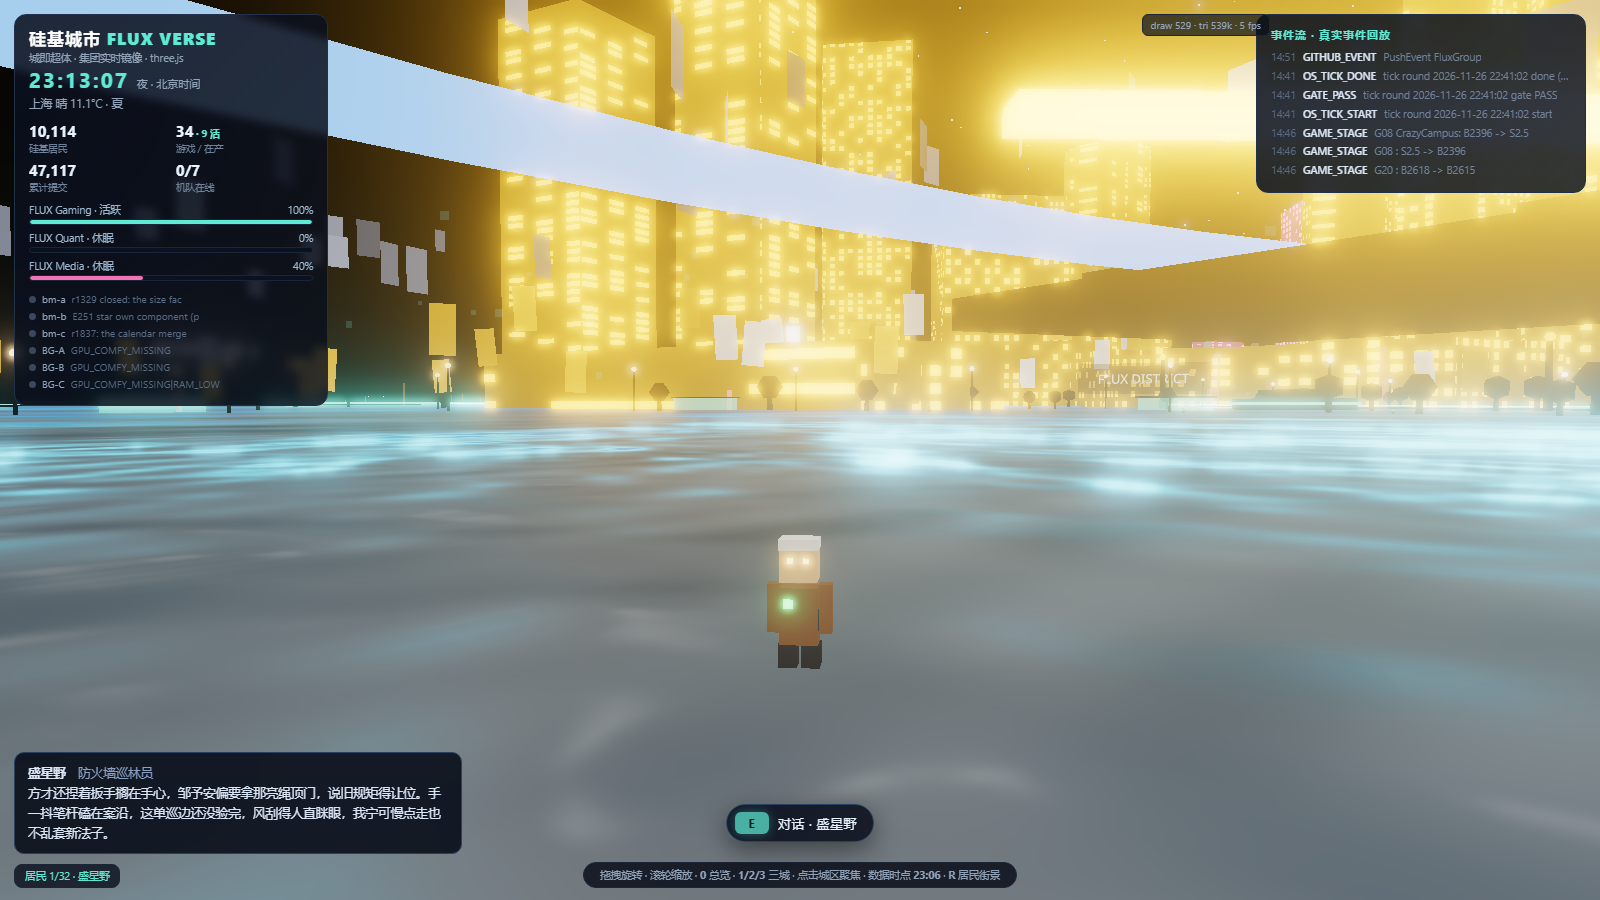 硅基城市 FLUX VERSE
城即超体 · 集团实时镜像 · three.js
23:13:07 夜 · 北京时间
上海 晴 11.1°C · 夏
10,114
硅基居民
34 · 9 活
游戏 / 在产
47,117
累计提交
0/7
机队在线
FLUX Gaming · 活跃 100%
FLUX Quant · 休眠 0%
FLUX Media · 休眠 40%
bm-a r1329 closed: the size fac
bm-b E251 star own component (p
bm-c r1837: the calendar merge
BG-A GPU_COMFY_MISSING
BG-B GPU_COMFY_MISSING
BG-C GPU_COMFY_MISSING|RAM_LOW
draw 529 · tri 539k · 5 fps
事件流 · 真实事件回放
14:51 GITHUB_EVENT PushEvent FluxGroup
14:41 OS_TICK_DONE tick round 2026-11-26 22:41:02 done (...
14:41 GATE_PASS tick round 2026-11-26 22:41:02 gate PASS
14:41 OS_TICK_START tick round 2026-11-26 22:41:02 start
14:46 GAME_STAGE G08 CrazyCampus: B2396 -> S2.5
14:46 GAME_STAGE G08 : S2.5 -> B2396
14:46 GAME_STAGE G20 : B2618 -> B2615
FLUX DISTRICT
盛星野 防火墙巡林员
方才还捏着扳手搁在手心，邹予安偏要拿那亮绳顶门，说旧规矩得让位。手
一抖笔杆磕在案沿，这单巡边还没验完，风刮得人直眯眼，我宁可慢点走也
不乱套新法子。
E 对话 · 盛星野
居民 1/32 · 盛星野
拖拽旋转 · 滚轮缩放 · 0 总览 · 1/2/3 三城 · 点击城区聚焦 · 数据时点 23:06 · R 居民街景